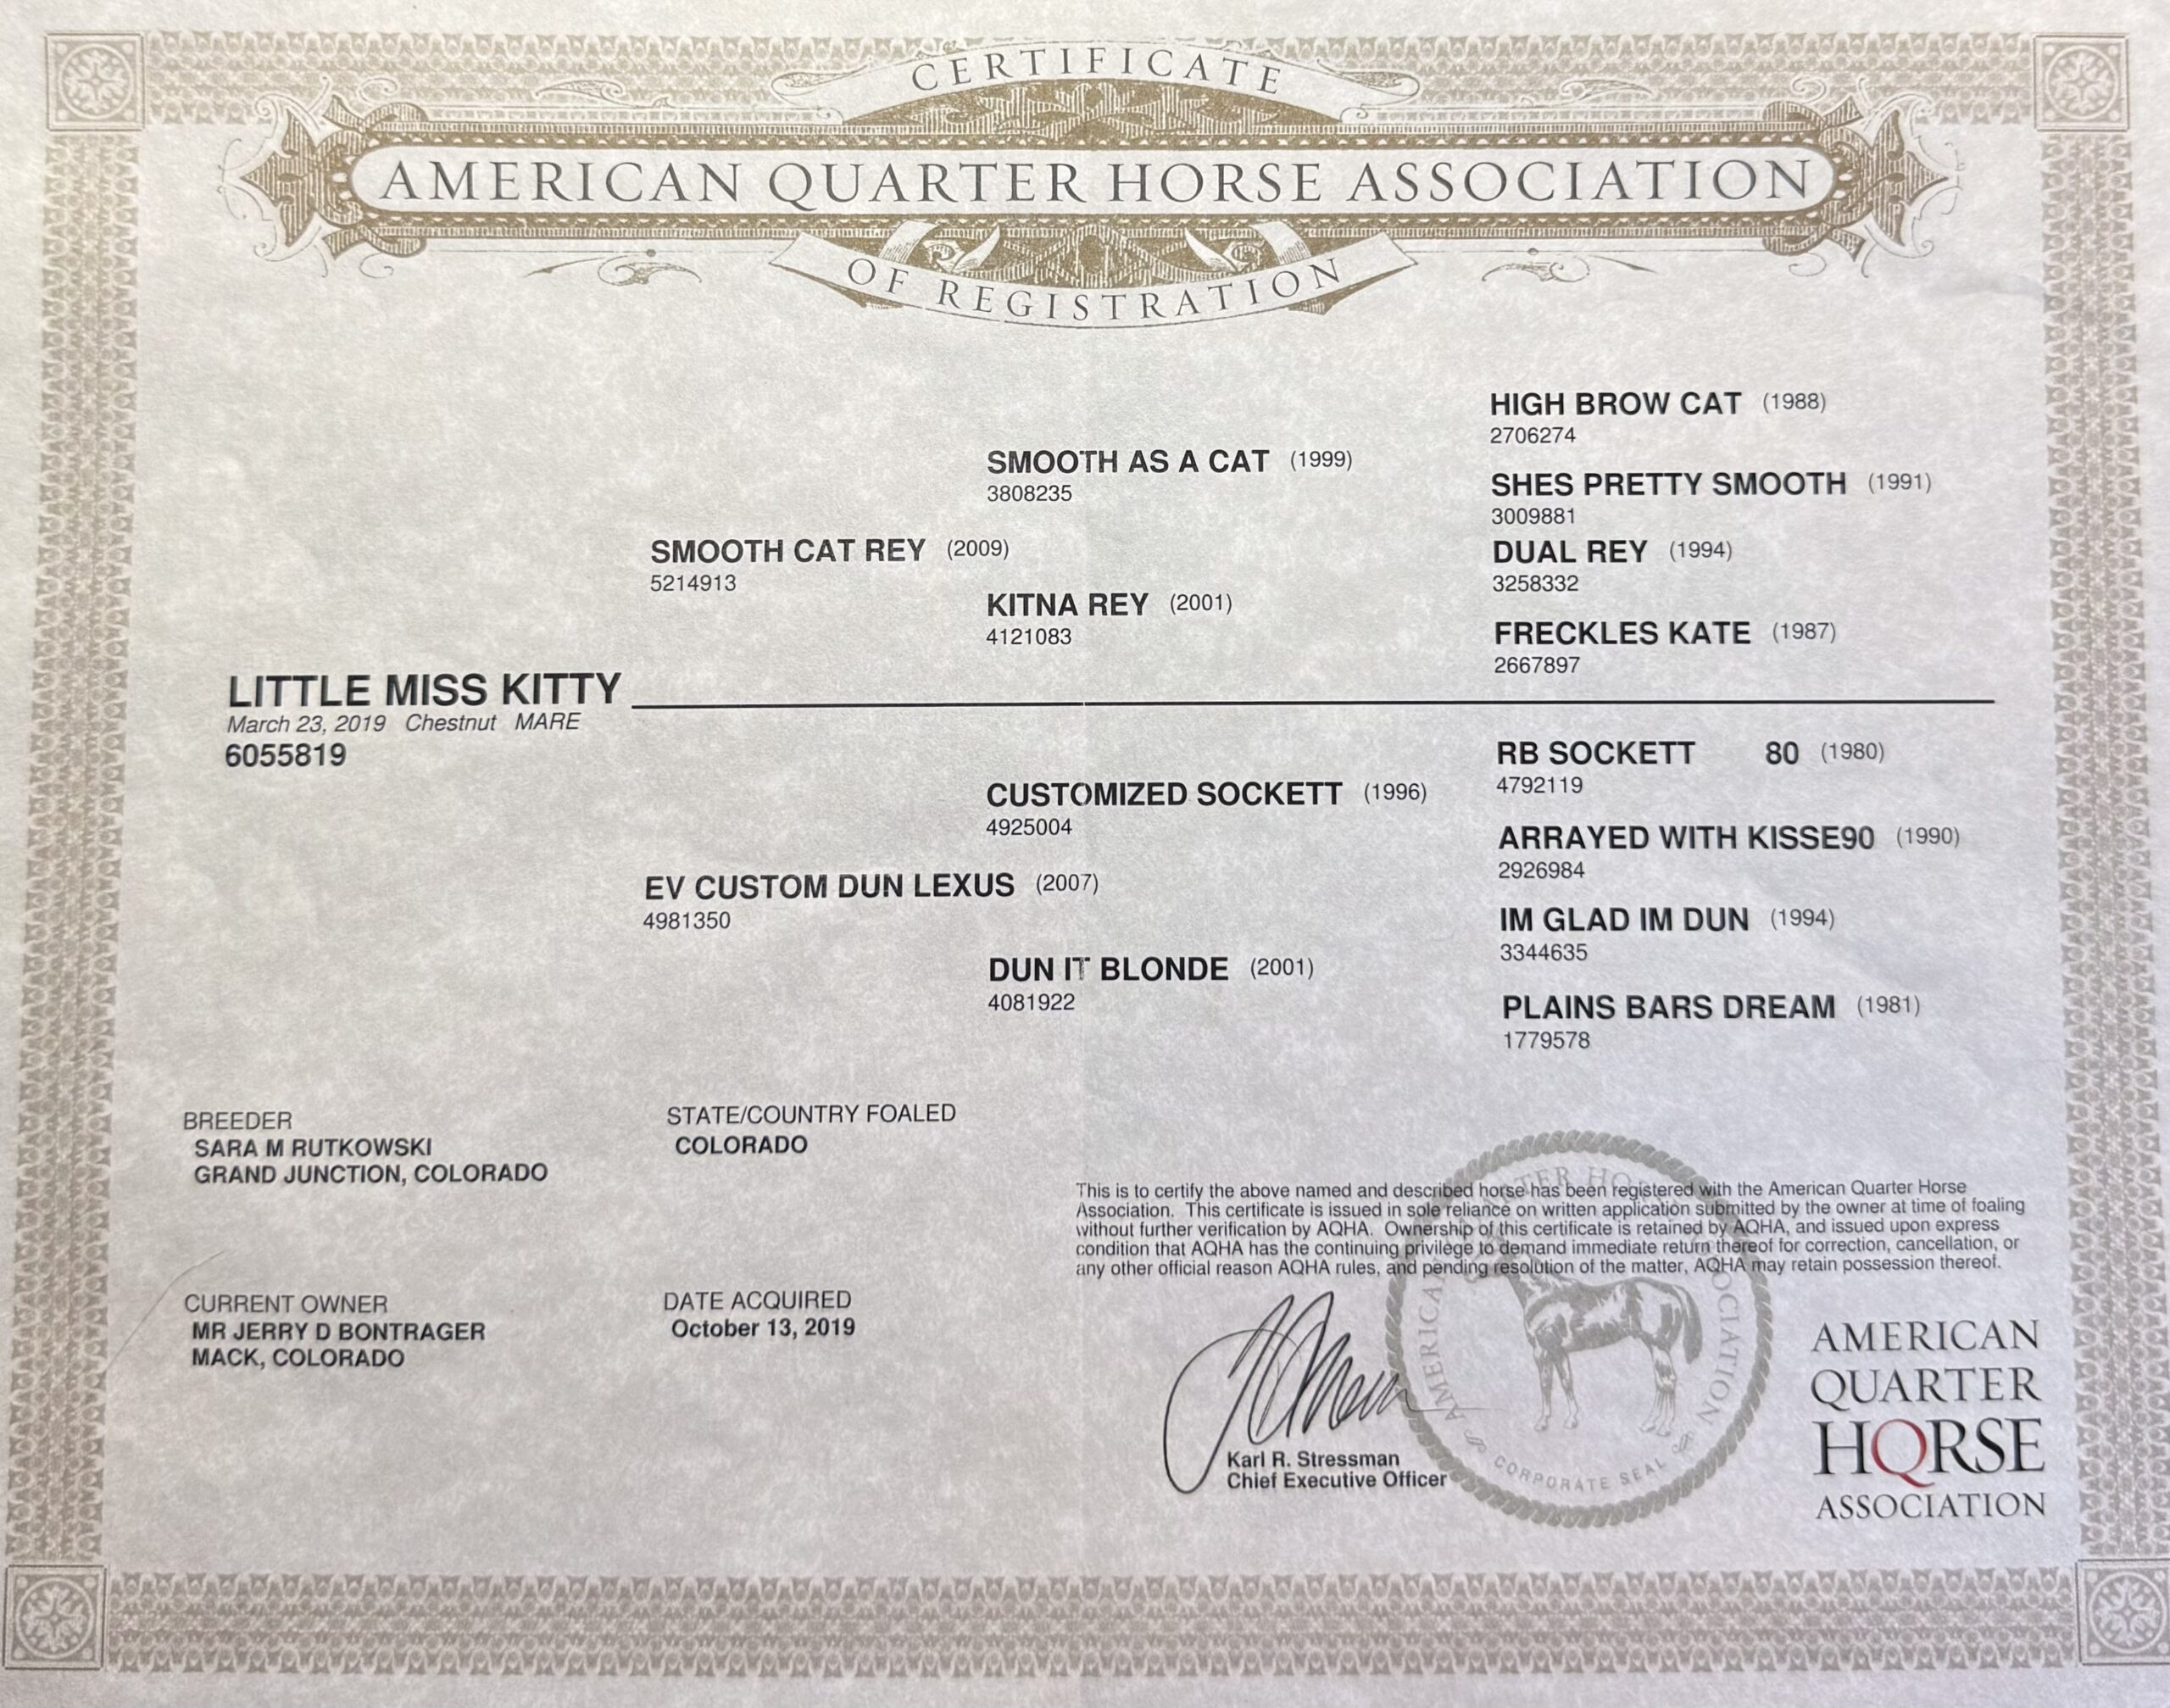 CERTIFICATE
AMERICAN QUARTER HORSE ASSOCIATION
OF REGISTRATION
HIGH BROW CAT (1988)
2706274
SMOOTH AS A CAT (1999)
3808235
SHES PRETTY SMOOTH (1991)
3009881
SMOOTH CAT REY (2009)
5214913
DUAL REY (1994)
3258332
KITNA REY (2001)
4121083
FRECKLES KATE (1987)
2667897
LITTLE MISS KITTY
March 23, 2019 Chestnut MARE
6055819
RB SOCKETT 80 (1980)
4792119
CUSTOMIZED SOCKETT (1996)
4925004
ARRAYED WITH KISSE90 (1990)
2926984
EV CUSTOM DUN LEXUS (2007)
4981350
IM GLAD IM DUN (1994)
3344635
DUN IT BLONDE (2001)
4081922
PLAINS BARS DREAM (1981)
1779578
BREEDER
SARA M RUTKOWSKI
GRAND JUNCTION, COLORADO
STATE/COUNTRY FOALED
COLORADO
This is to certify the above named and described horse has been registered with the American Quarter Horse
Association. This certificate is issued in sole reliance on written application submitted by the owner at time of foaling
without further verification by AQHA. Ownership of this certificate is retained by AQHA, and issued upon express
condition that AQHA has the continuing privilege to demand immediate return thereof for correction, cancellation, or
any other official reason AQHA rules, and pending resolution of the matter, AQHA may retain possession thereof.
CURRENT OWNER
MR JERRY D BONTRAGER
MACK, COLORADO
DATE ACQUIRED
October 13, 2019
Karl R. Stressman
Chief Executive Officer
AMERICAN QUARTER HORSE ASSOCIATION
CORPORATE SEAL
AMERICAN
QUARTER
HORSE
ASSOCIATION